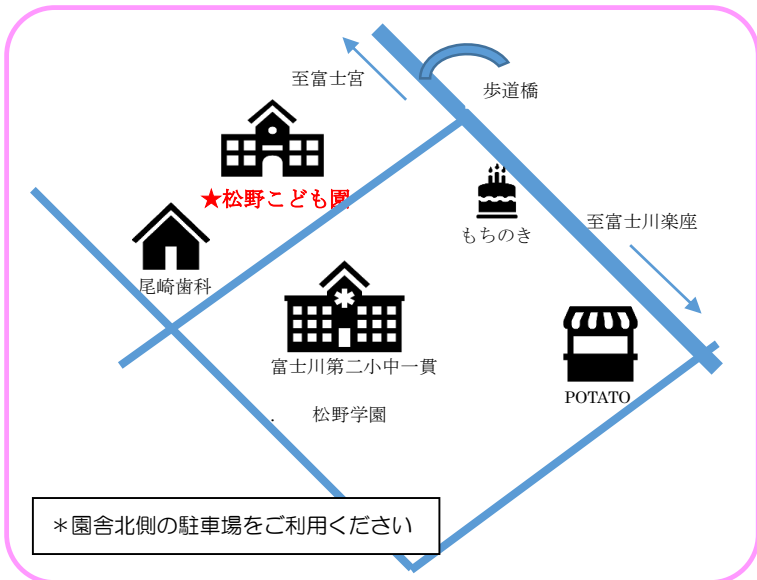 至富士宮
歩道橋
★松野こども園
もちのき
至富士川楽座
尾崎歯科
富士川第二小中一貫
POTATO
.　松野学園
＊園舎北側の駐車場をご利用ください